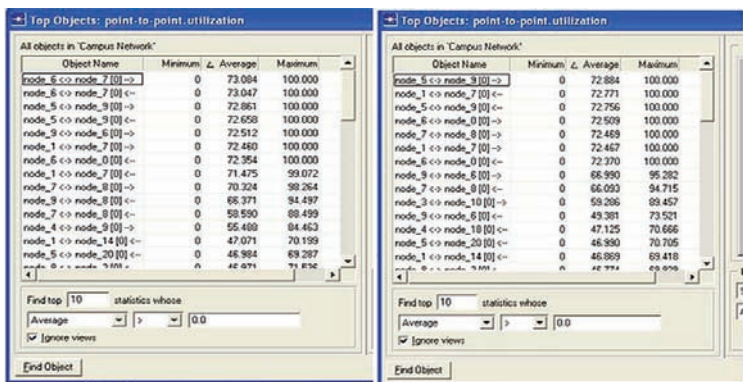 Top Objects: point-to-point.utilization
All objects in 'Campus Network'
Object Name Minimum Average Maximum
node_6 <-> node_7 [0] --> 0 73.084 100.000
node_6 <-> node_7 [0] <-- 0 73.047 100.000
node_5 <-> node_9 [0] --> 0 72.861 100.000
node_5 <-> node_9 [0] <-- 0 72.658 100.000
node_9 <-> node_6 [0] --> 0 72.512 100.000
node_1 <-> node_7 [0] --> 0 72.460 100.000
node_6 <-> node_0 [0] <-- 0 72.354 100.000
node_1 <-> node_7 [0] <-- 0 71.475 99.072
node_7 <-> node_8 [0] --> 0 70.324 98.264
node_9 <-> node_8 [0] <-- 0 66.371 94.497
node_7 <-> node_8 [0] <-- 0 58.590 88.499
node_4 <-> node_9 [0] --> 0 55.488 84.463
node_1 <-> node_14 [0] <-- 0 47.071 70.199
node_5 <-> node_20 [0] <-- 0 46.984 69.287
Find top 10 statistics whose
Average > 0.0
Ignore views
Find Object
Top Objects: point-to-point.utilization
All objects in 'Campus Network'
Object Name Minimum Average Maximum
node_5 <-> node_9 [0] --> 0 72.884 100.000
node_1 <-> node_7 [0] <-- 0 72.771 100.000
node_5 <-> node_9 [0] <-- 0 72.756 100.000
node_6 <-> node_0 [0] --> 0 72.509 100.000
node_7 <-> node_8 [0] --> 0 72.469 100.000
node_1 <-> node_7 [0] --> 0 72.467 100.000
node_6 <-> node_0 [0] <-- 0 72.370 100.000
node_9 <-> node_6 [0] --> 0 66.990 95.282
node_7 <-> node_8 [0] <-- 0 66.093 94.715
node_3 <-> node_10 [0] --> 0 59.286 89.457
node_9 <-> node_6 [0] <-- 0 49.381 73.521
node_4 <-> node_18 [0] <-- 0 47.125 70.666
node_5 <-> node_20 [0] <-- 0 46.990 70.705
node_1 <-> node_14 [0] <-- 0 46.869 69.418
Find top 10 statistics whose
Average > 0.0
Ignore views
Find Object